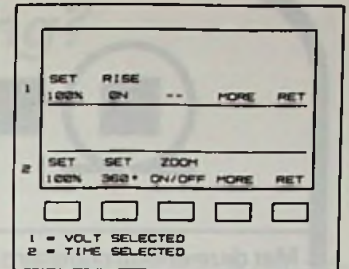 SET RISE
1 100% ON -- MORE RET
SET SET ZOOM
2 100% 360° ON/OFF MORE RET
1 = VOLT SELECTED
2 = TIME SELECTED